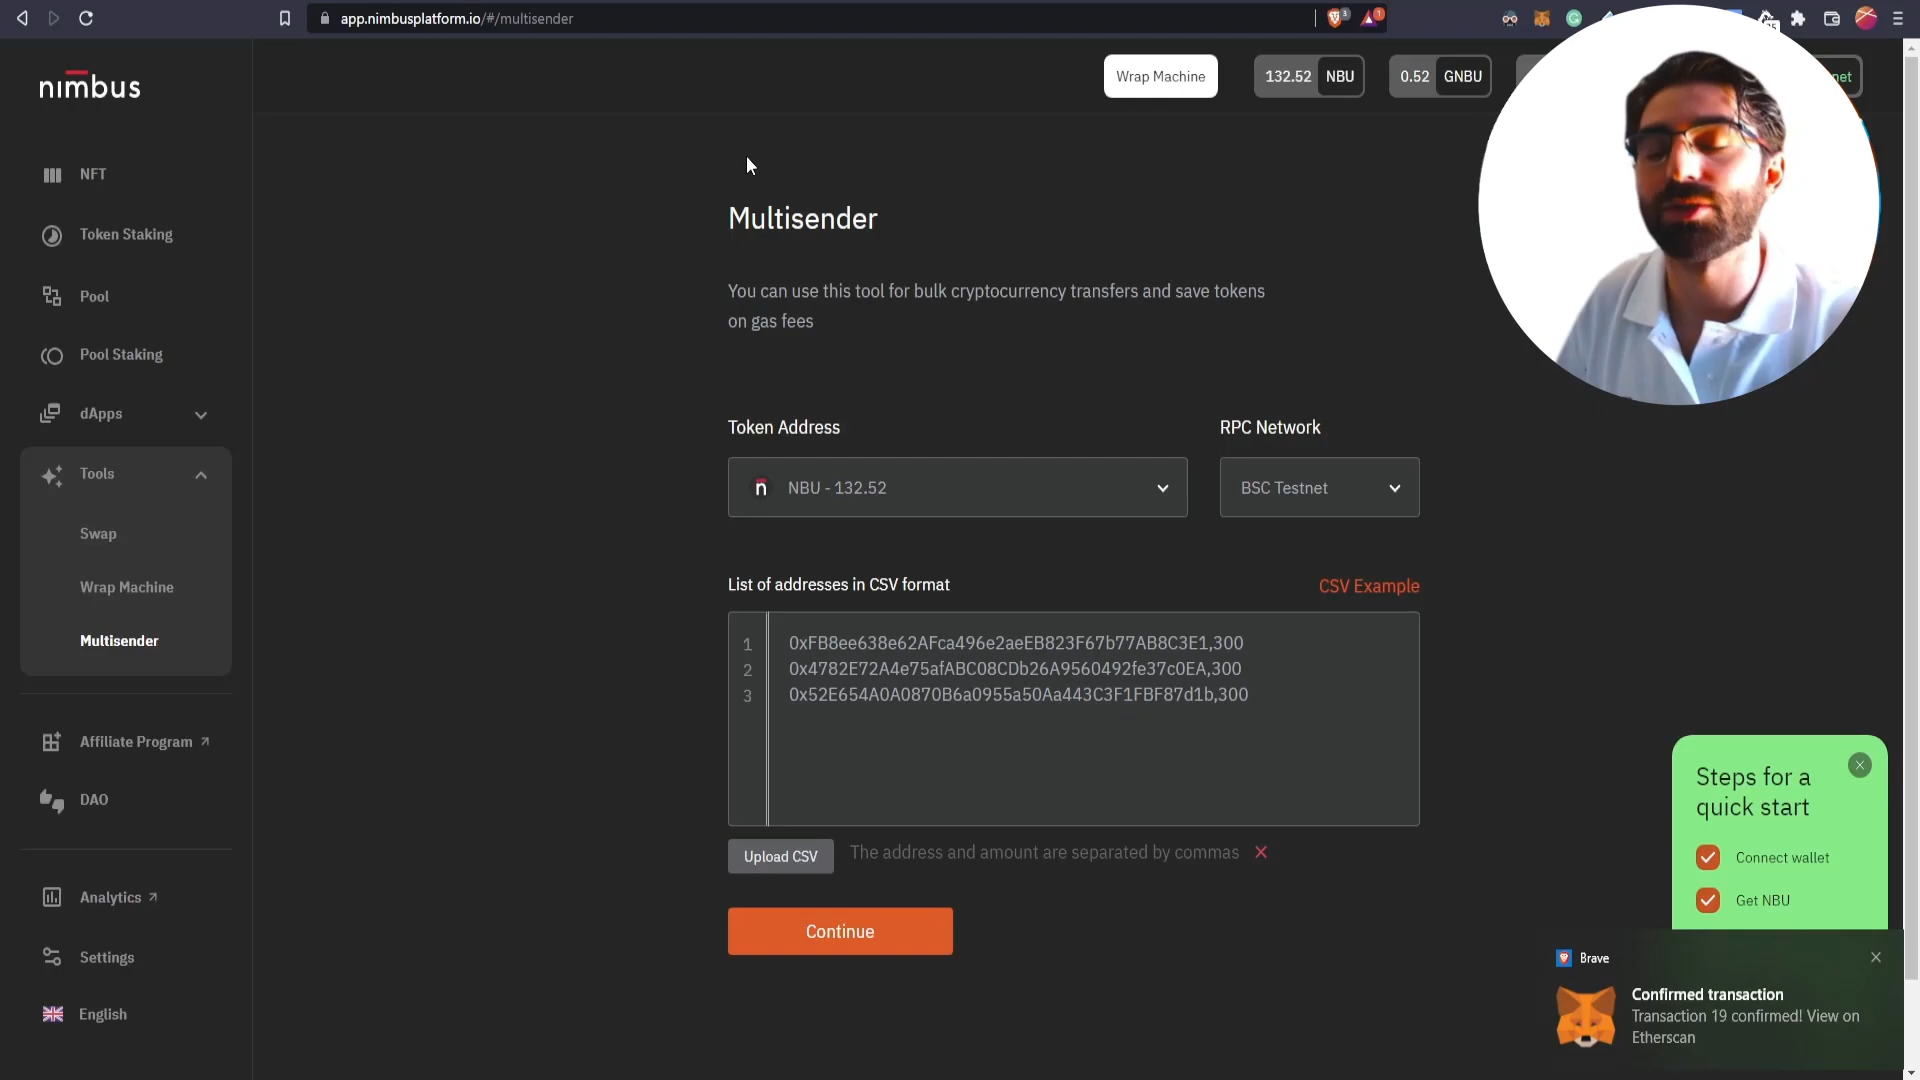 app.nimbusplatform.io/#/multisender
3
1
nimbus
Wrap Machine
132.52 NBU
0.52 GNBU
NFT
Token Staking
Pool
Pool Staking
dApps
Tools
Swap
Wrap Machine
Multisender
Affiliate Program
DAO
Analytics
Settings
English
Multisender
You can use this tool for bulk cryptocurrency transfers and save tokens
on gas fees
Token Address
RPC Network
n NBU - 132.52
BSC Testnet
List of addresses in CSV format
CSV Example
1 0xFB8ee638e62AFca496e2aeEB823F67b77AB8C3E1,300
2 0x4782E72A4e75afABC08CDb26A9560492fe37c0EA,300
3 0x52E654A0A0870B6a0955a50Aa443C3F1FBF87d1b,300
Upload CSV
The address and amount are separated by commas
Continue
Steps for a
quick start
Connect wallet
Get NBU
Brave
Confirmed transaction
Transaction 19 confirmed! View on
Etherscan